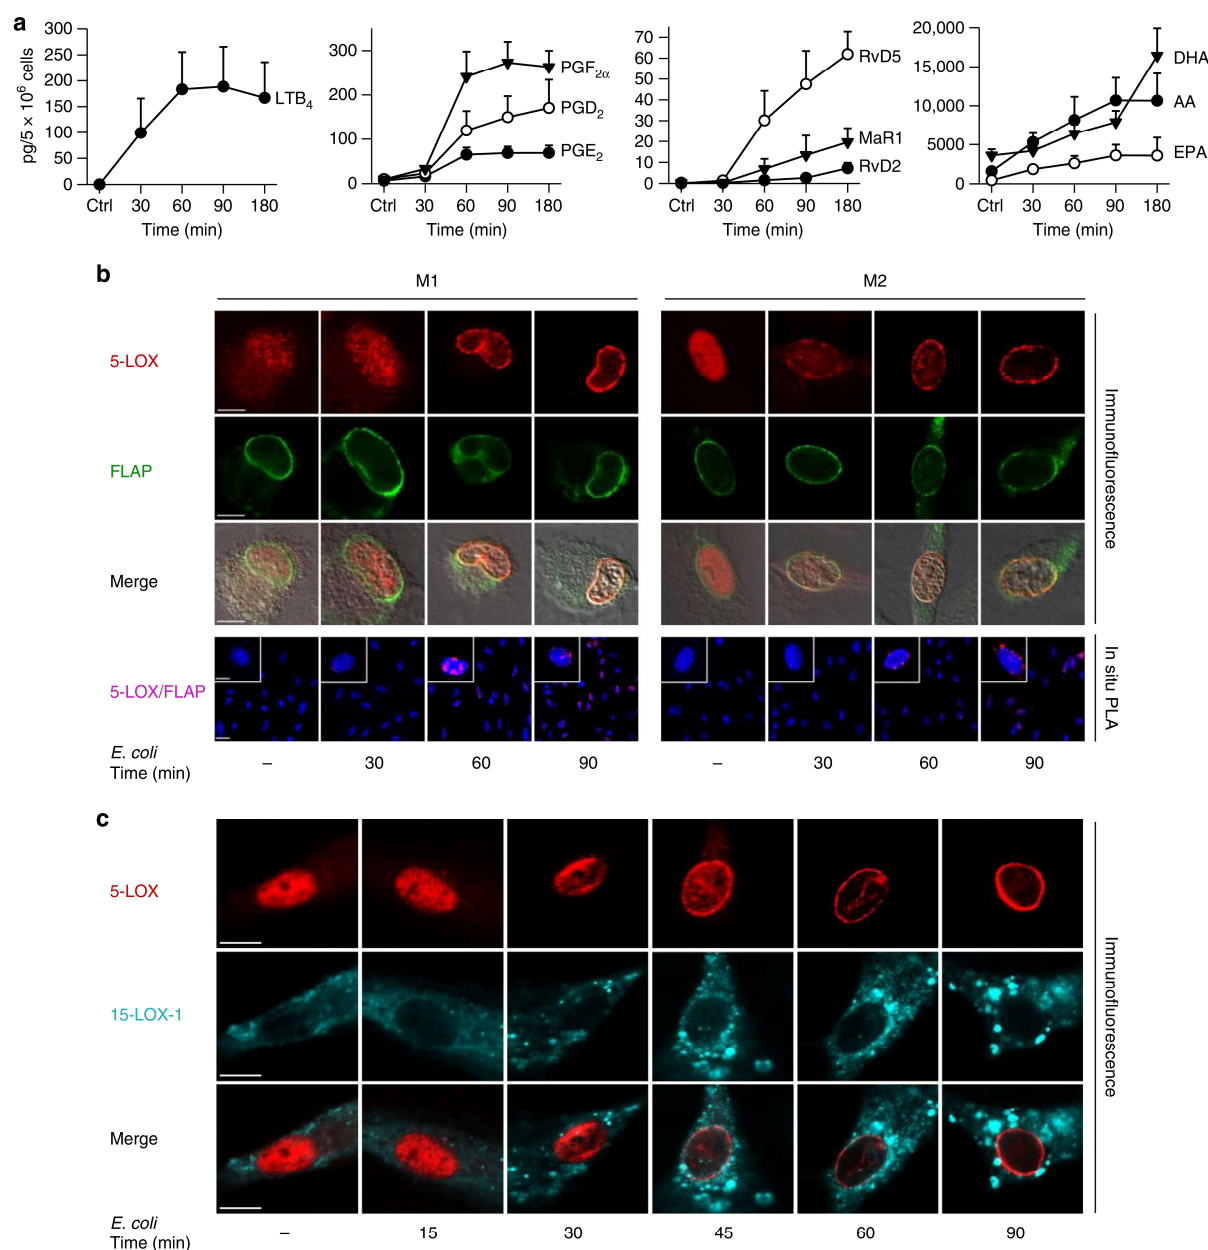 a
300
250
200
150
100
50
0
pg/5 × 10⁶ cells
LTB₄
Ctrl 30 60 90 180
Time (min)
300
200
100
0
PGF₂α
PGD₂
PGE₂
Ctrl 30 60 90 180
Time (min)
70
60
50
40
30
20
10
0
RvD5
MaR1
RvD2
Ctrl 30 60 90 180
Time (min)
20,000
15,000
10,000
5000
0
DHA
AA
EPA
Ctrl 30 60 90 180
Time (min)
b
M1 M2
5-LOX
FLAP
Merge
Immunofluorescence
5-LOX/FLAP
In situ PLA
E. coli
Time (min)
– 30 60 90 – 30 60 90
c
5-LOX
15-LOX-1
Merge
Immunofluorescence
E. coli
Time (min)
– 15 30 45 60 90